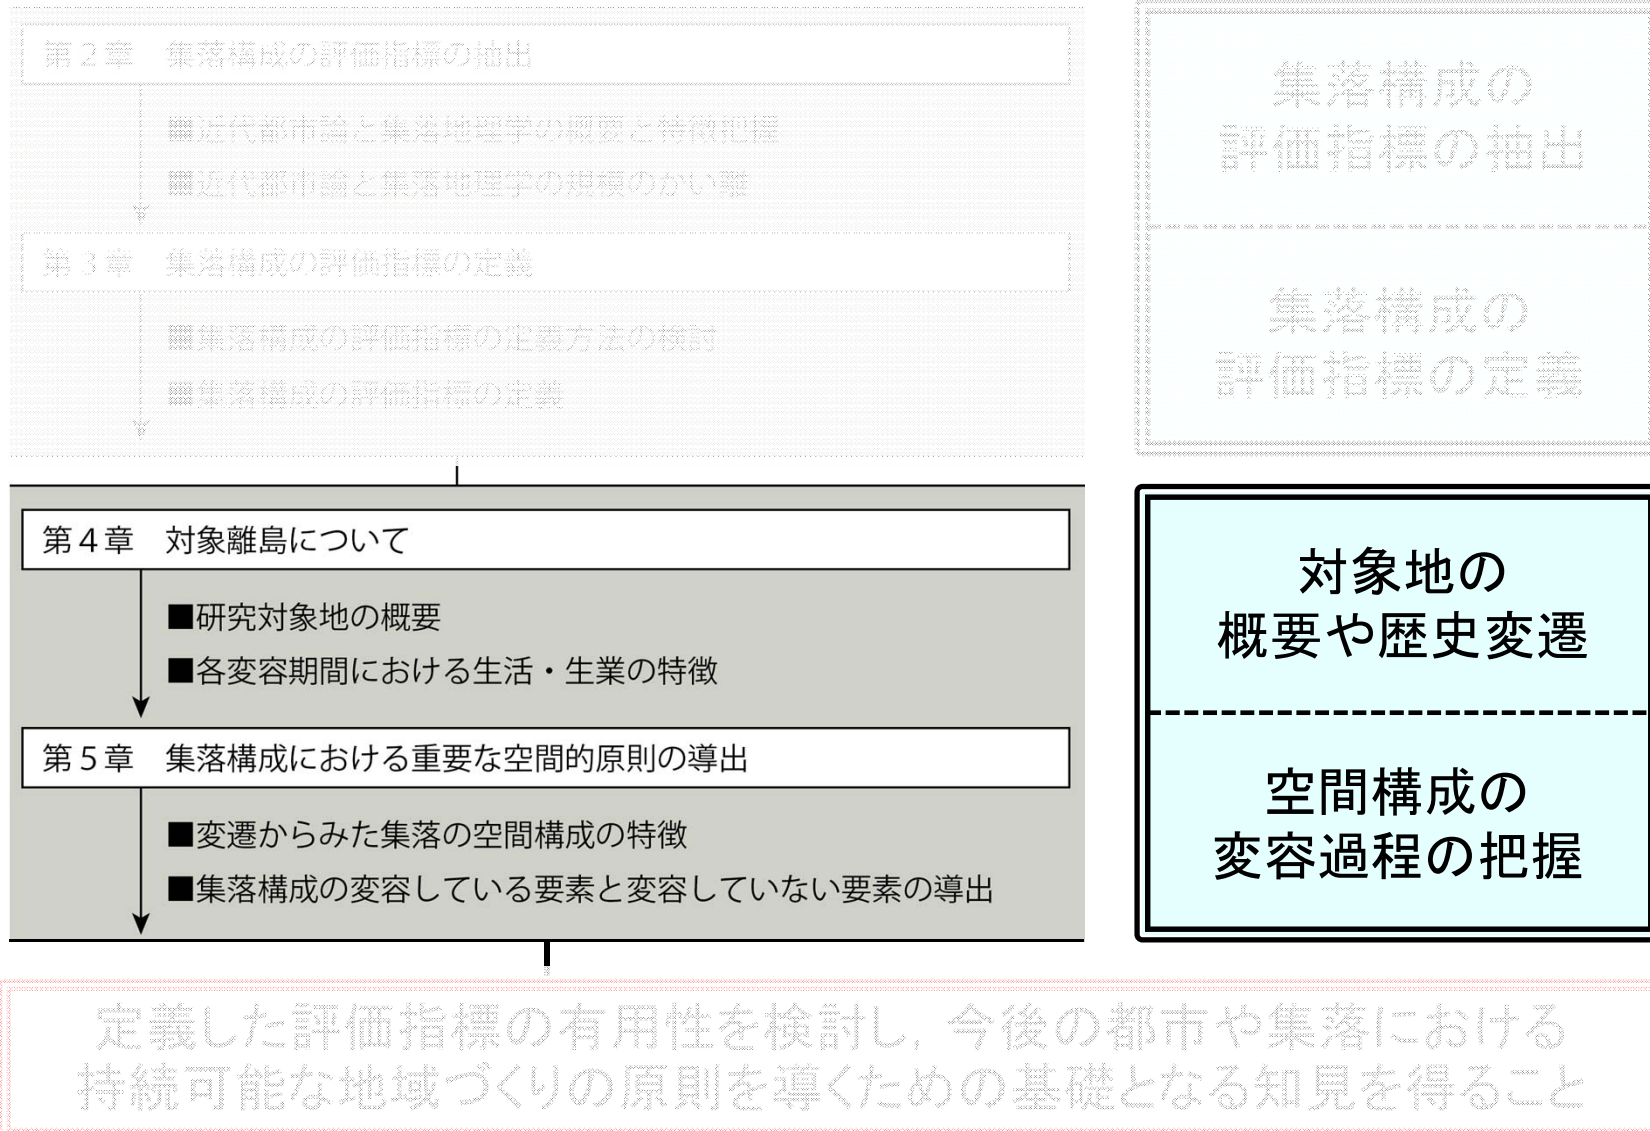 第2章 集落構成の評価指標の抽出
■近代都市論と集落地理学の概要と特徴把握
■近代都市論と集落地理学の規模のかい離
第3章 集落構成の評価指標の定義
■集落構成の評価指標の定義方法の検討
■集落構成の評価指標の定義
集落構成の
評価指標の抽出
集落構成の
評価指標の定義
第4章 対象離島について
■研究対象地の概要
■各変容期間における生活・生業の特徴
第5章 集落構成における重要な空間的原則の導出
■変遷からみた集落の空間構成の特徴
■集落構成の変容している要素と変容していない要素の導出
対象地の
概要や歴史変遷
空間構成の
変容過程の把握
定義した評価指標の有用性を検討し，今後の都市や集落における
持続可能な地域づくりの原則を導くための基礎となる知見を得ること